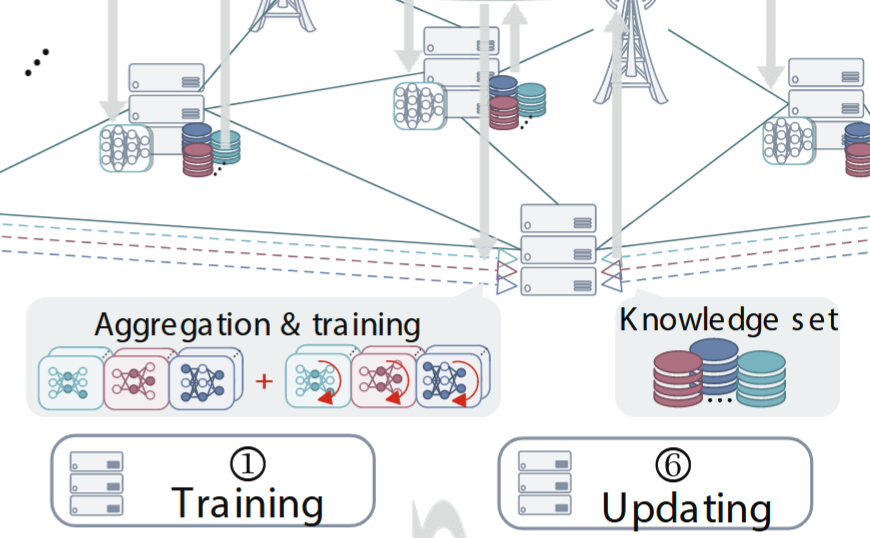 Aggregation & training
Knowledge set
+
...
① 
Training
⑥
Updating